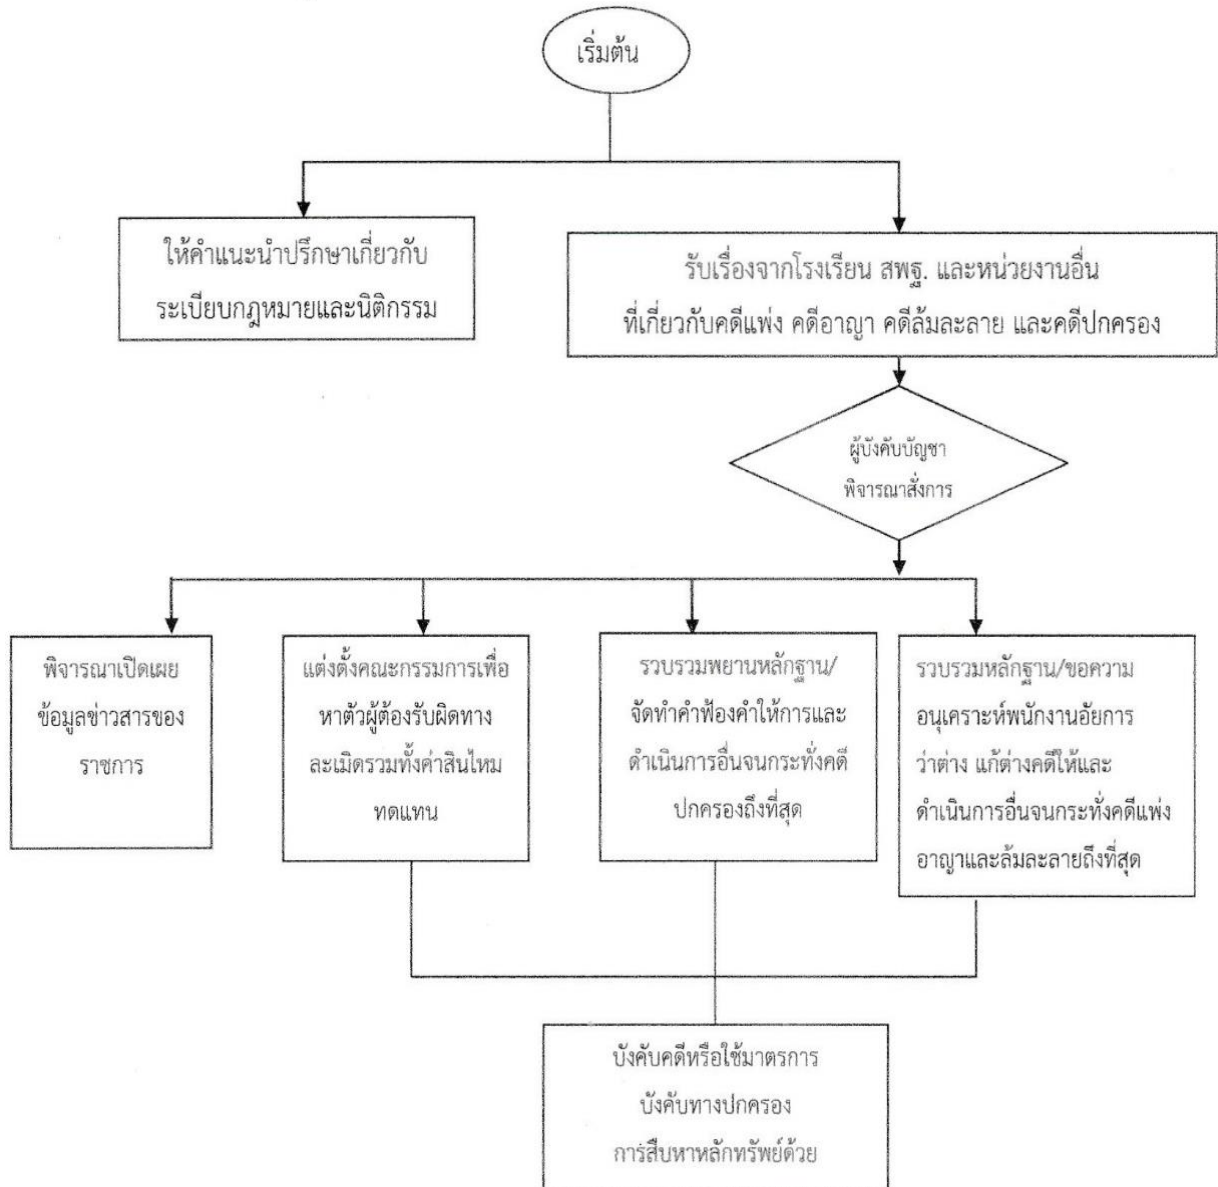 เริ่มต้น
ให้คำแนะนำปรึกษาเกี่ยวกับ
ระเบียบกฎหมายและนิติกรรม
รับเรื่องจากโรงเรียน สพฐ. และหน่วยงานอื่น
ที่เกี่ยวกับคดีแพ่ง คดีอาญา คดีล้มละลาย และคดีปกครอง
ผู้บังคับบัญชา
พิจารณาสั่งการ
พิจารณาเปิดเผย
ข้อมูลข่าวสารของ
ราชการ
แต่งตั้งคณะกรรมการเพื่อ
หาตัวผู้ต้องรับผิดทาง
ละเมิดรวมทั้งค่าสินไหม
ทดแทน
รวบรวมพยานหลักฐาน/
จัดทำคำฟ้องคำให้การและ
ดำเนินการอื่นจนกระทั่งคดี
ปกครองถึงที่สุด
รวบรวมหลักฐาน/ขอความ
อนุเคราะห์พนักงานอัยการ
ว่าต่าง แก้ต่างคดีให้และ
ดำเนินการอื่นจนกระทั่งคดีแพ่ง
อาญาและล้มละลายถึงที่สุด
บังคับคดีหรือใช้มาตรการ
บังคับทางปกครอง
การสืบหาหลักทรัพย์ด้วย